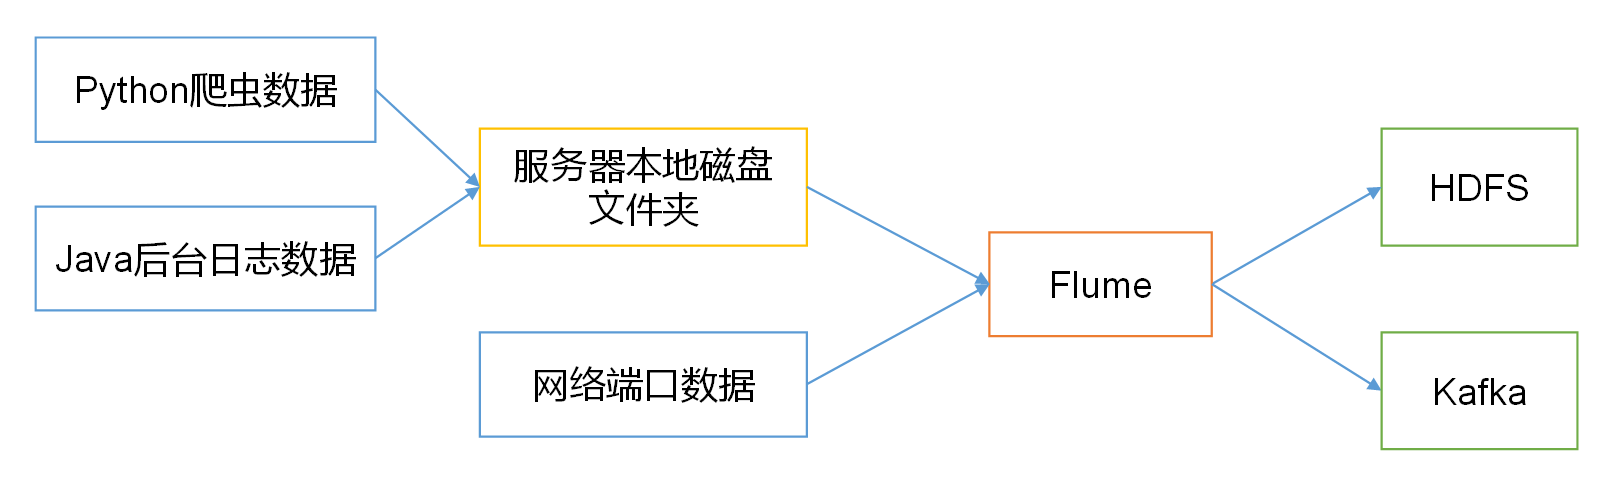 Python爬虫数据
Java后台日志数据
服务器本地磁盘
文件夹
网络端口数据
Flume
HDFS
Kafka